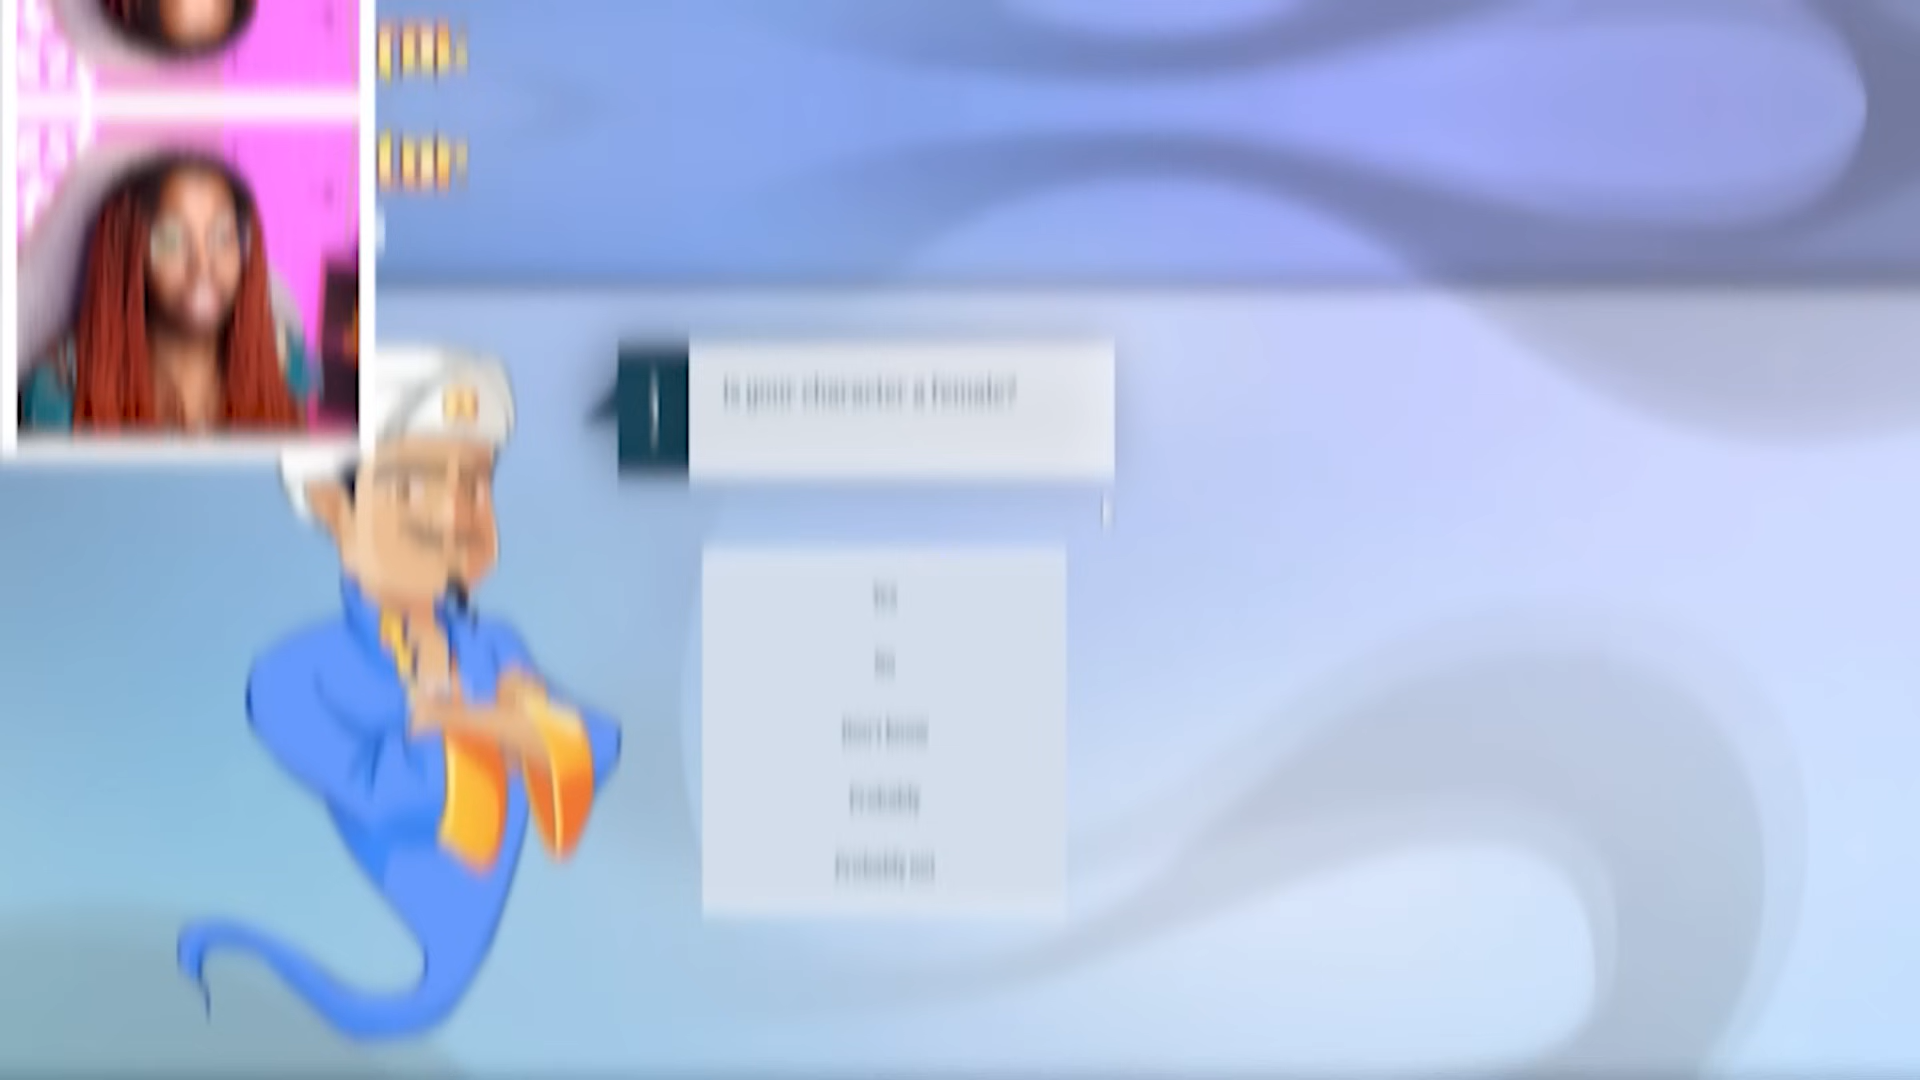 Is your character a female?
Yes
No
Don't know
Probably
Probably not